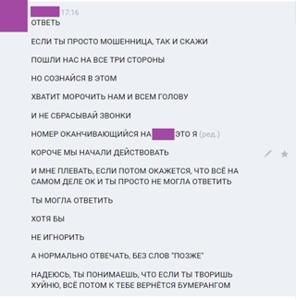 17:16
ОТВЕТЬ
ЕСЛИ ТЫ ПРОСТО МОШЕННИЦА, ТАК И СКАЖИ
ПОШЛИ НАС НА ВСЕ ТРИ СТОРОНЫ
НО СОЗНАЙСЯ В ЭТОМ
ХВАТИТ МОРОЧИТЬ НАМ И ВСЕМ ГОЛОВУ
И НЕ СБРАСЫВАЙ ЗВОНКИ
НОМЕР ОКАНЧИВАЮЩИЙСЯ НА ЭТО Я (ред.)
КОРОЧЕ МЫ НАЧАЛИ ДЕЙСТВОВАТЬ
И МНЕ ПЛЕВАТЬ, ЕСЛИ ПОТОМ ОКАЖЕТСЯ, ЧТО ВСЁ НА
САМОМ ДЕЛЕ ОК И ТЫ ПРОСТО НЕ МОГЛА ОТВЕТИТЬ
ТЫ МОГЛА ОТВЕТИТЬ
ХОТЯ БЫ
НЕ ИГНОРИТЬ
А НОРМАЛЬНО ОТВЕЧАТЬ, БЕЗ СЛОВ "ПОЗЖЕ"
НАДЕЮСЬ, ТЫ ПОНИМАЕШЬ, ЧТО ЕСЛИ ТЫ ТВОРИШЬ
ХУЙНЮ, ВСЁ ПОТОМ К ТЕБЕ ВЕРНЁТСЯ БУМЕРАНГОМ